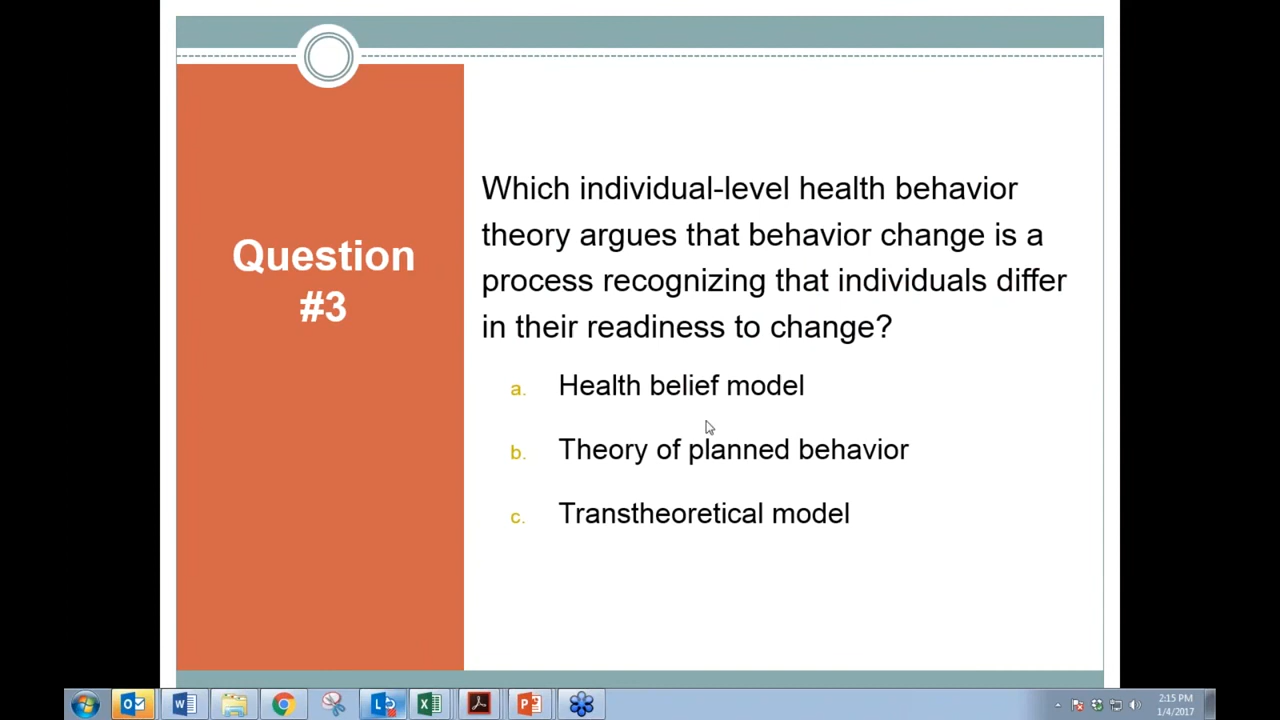 Question
#3
Which individual-level health behavior
theory argues that behavior change is a
process recognizing that individuals differ
in their readiness to change?
a. Health belief model
b. Theory of planned behavior
c. Transtheoretical model
2:15 PM
1/4/2017